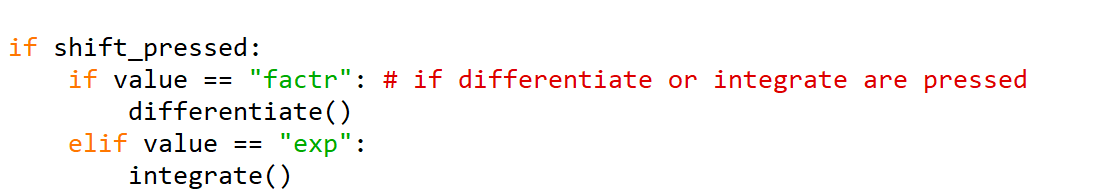 if shift_pressed:
    if value == "factr": # if differentiate or integrate are pressed
        differentiate()
    elif value == "exp":
        integrate()